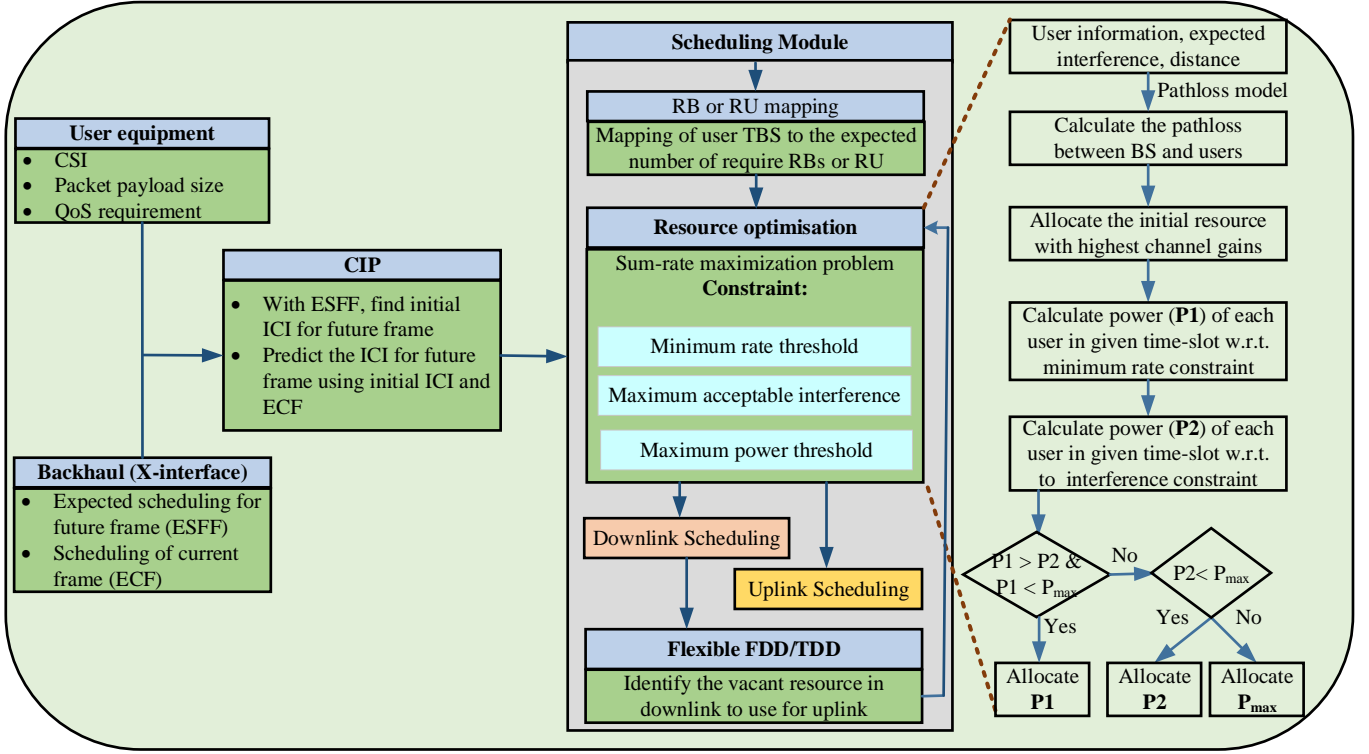 User equipment
• CSI
• Packet payload size
• QoS requirement
Backhaul (X-interface)
• Expected scheduling for
future frame (ESFF)
• Scheduling of current
frame (ECF)
CIP
• With ESFF, find initial
ICI for future frame
• Predict the ICI for future
frame using initial ICI and
ECF
Scheduling Module
RB or RU mapping
Mapping of user TBS to the expected
number of require RBs or RU
Resource optimisation
Sum-rate maximization problem
Constraint:
Minimum rate threshold
Maximum acceptable interference
Maximum power threshold
Downlink Scheduling
Uplink Scheduling
Flexible FDD/TDD
Identify the vacant resource in
downlink to use for uplink
User information, expected
interference, distance
Pathloss model
Calculate the pathloss
between BS and users
Allocate the initial resource
with highest channel gains
Calculate power (P1) of each
user in given time-slot w.r.t.
minimum rate constraint
Calculate power (P2) of each
user in given time-slot w.r.t.
to interference constraint
P1 > P2 &
P1 < Pmax
No
P2< Pmax
Yes
Yes
No
Allocate
P1
Allocate
P2
Allocate
Pmax